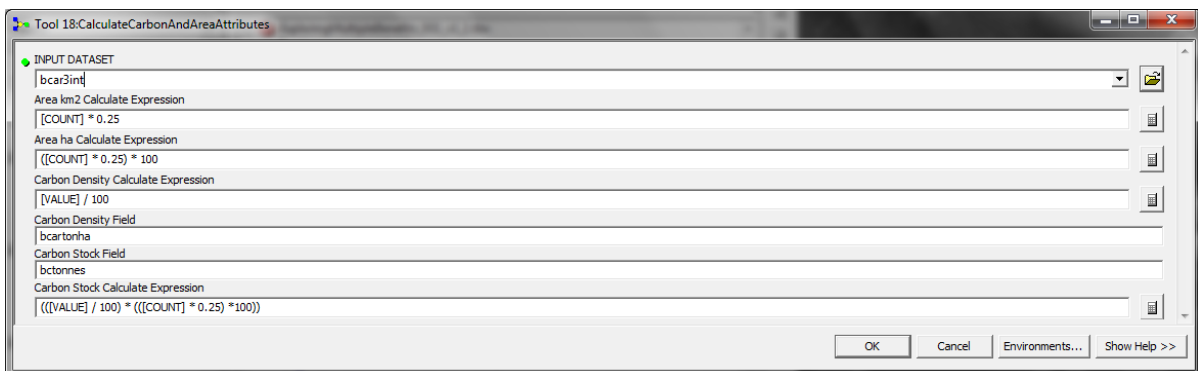 Tool 18:CalculateCarbonAndAreaAttributes
INPUT DATASET
bcar3int
Area km2 Calculate Expression
[COUNT] * 0.25
Area ha Calculate Expression
([COUNT] * 0.25) * 100
Carbon Density Calculate Expression
[VALUE] / 100
Carbon Density Field
bcartonha
Carbon Stock Field
bctonnes
Carbon Stock Calculate Expression
(([VALUE] / 100) * (([COUNT] * 0.25) *100))
OK Cancel Environments... Show Help >>